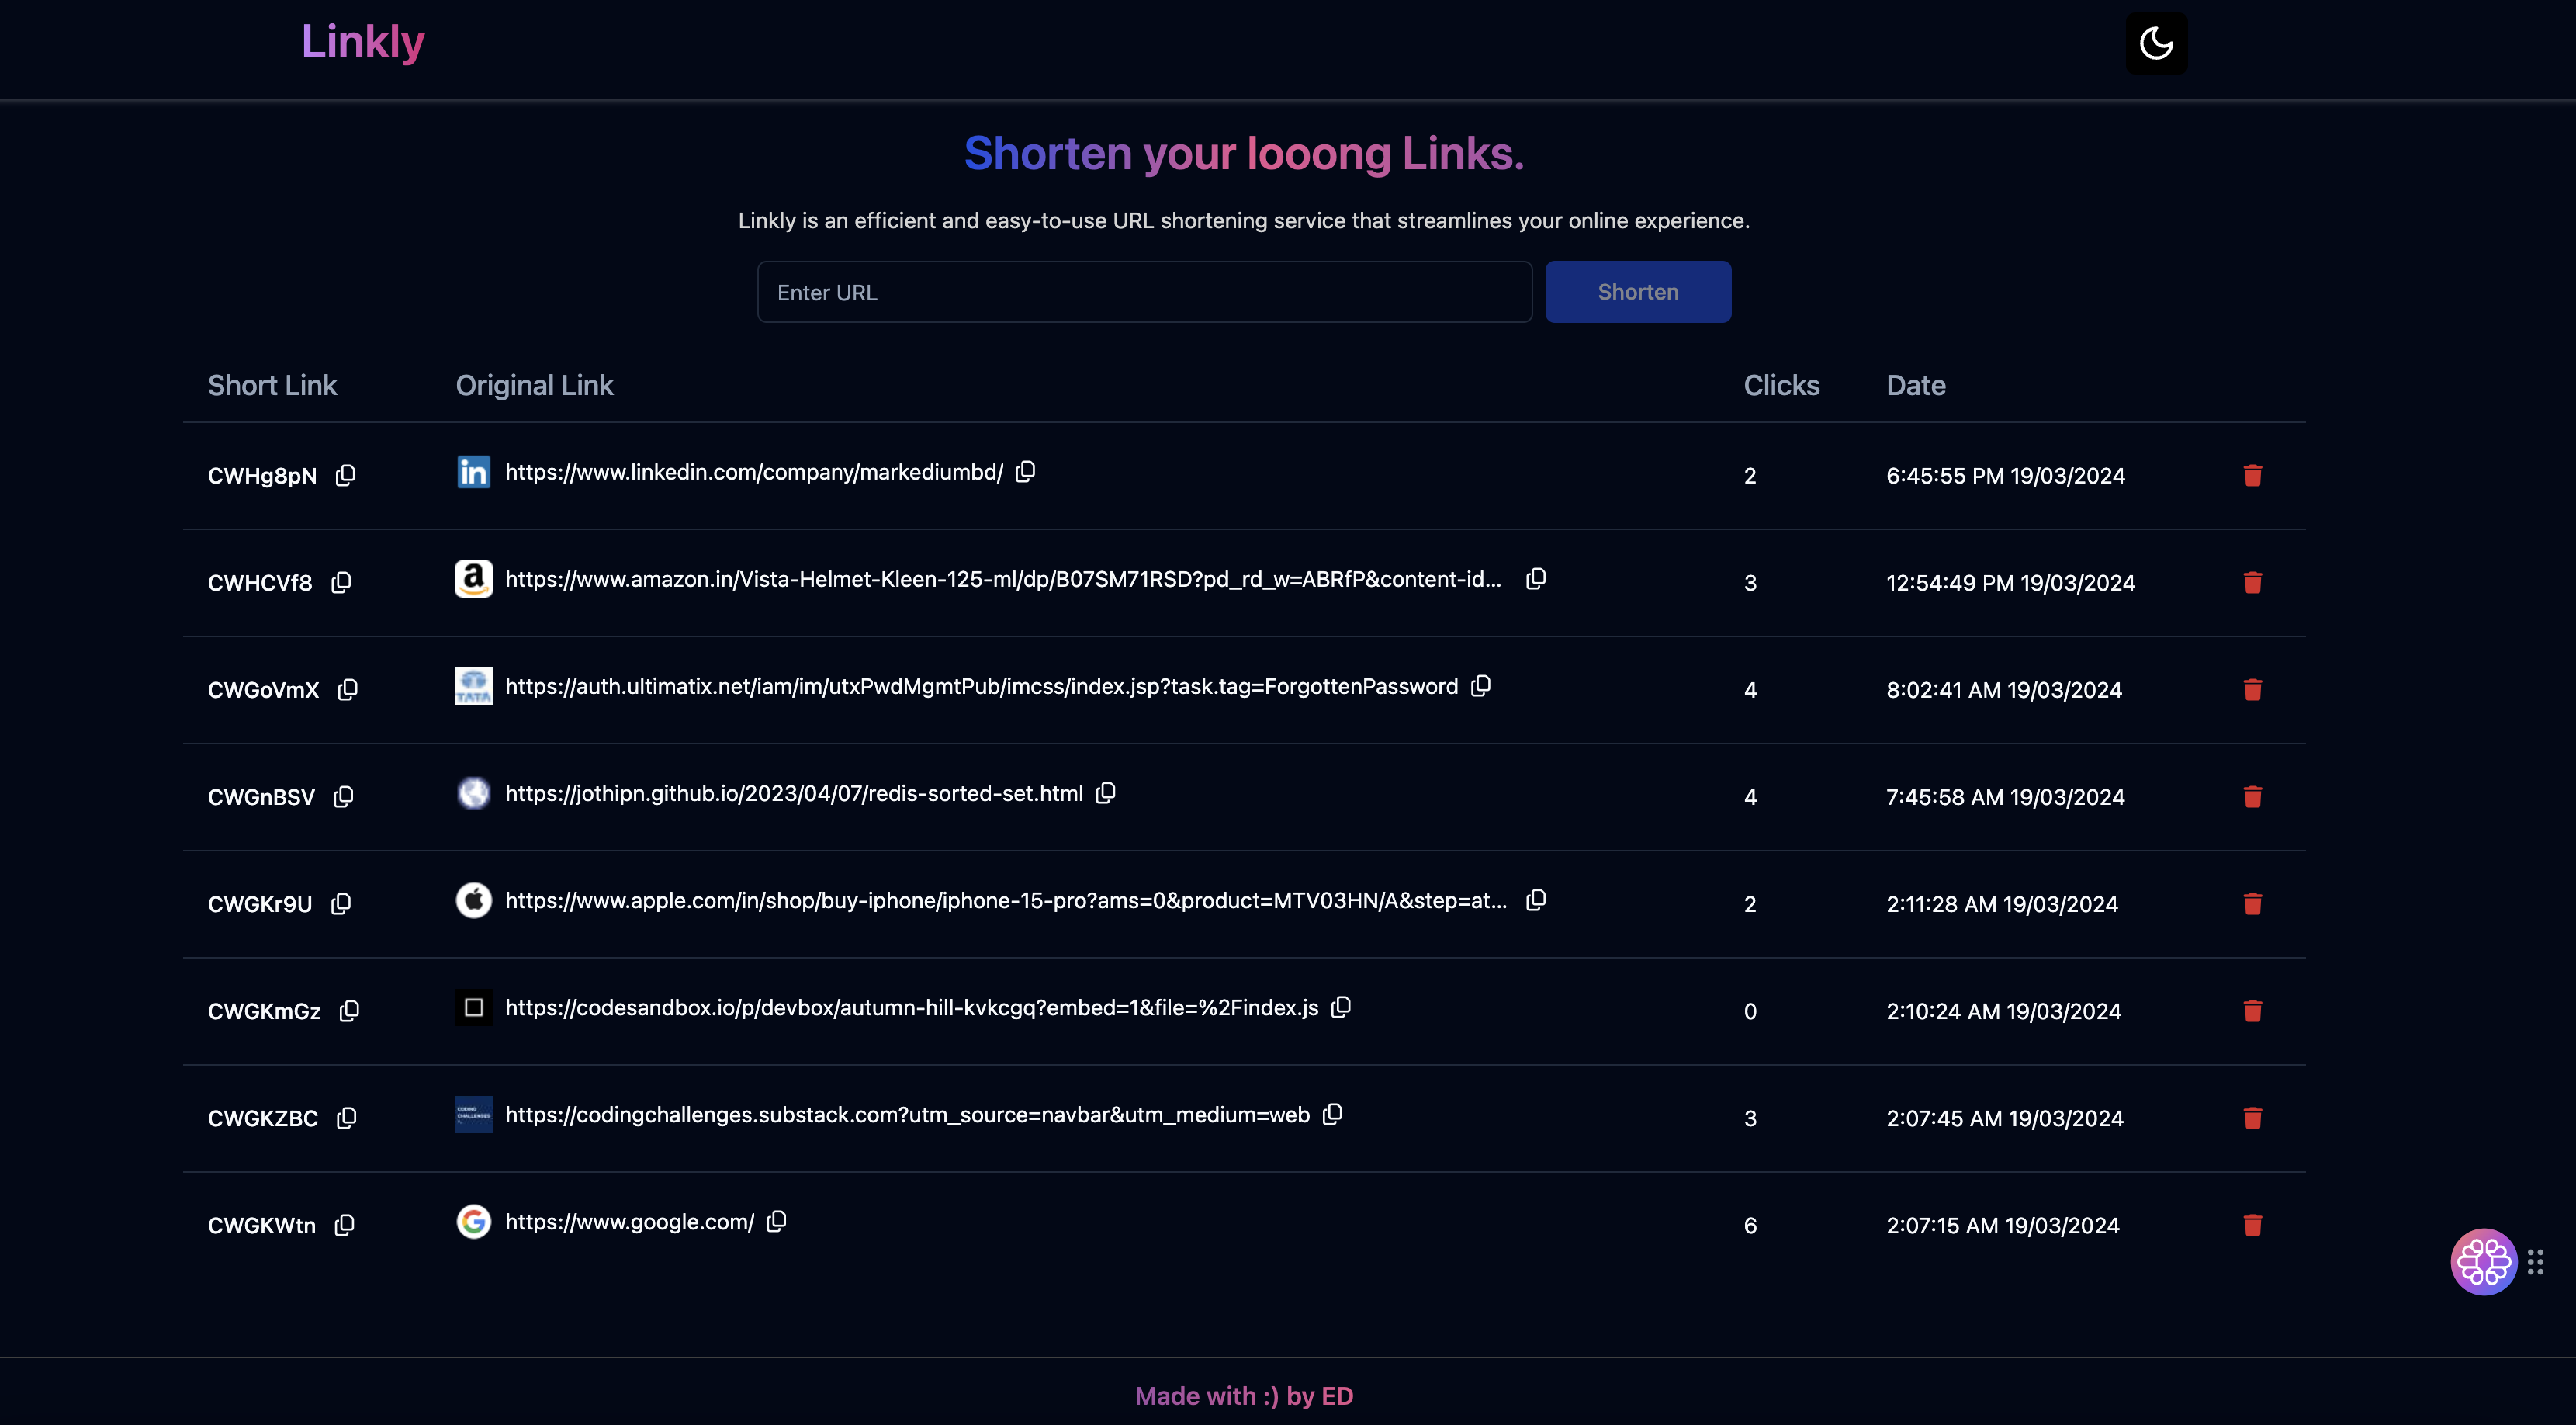 Linkly
Shorten your looong Links.
Linkly is an efficient and easy-to-use URL shortening service that streamlines your online experience.
Enter URL Shorten
Short Link Original Link Clicks Date
CWHg8pN https://www.linkedin.com/company/markediumbd/ 2 6:45:55 PM 19/03/2024
CWHCVf8 https://www.amazon.in/Vista-Helmet-Kleen-125-ml/dp/B07SM71RSD?pd_rd_w=ABRfP&content-id... 3 12:54:49 PM 19/03/2024
CWGoVmX TATA https://auth.ultimatix.net/iam/im/utxPwdMgmtPub/imcss/index.jsp?task.tag=ForgottenPassword 4 8:02:41 AM 19/03/2024
CWGnBSV https://jothipn.github.io/2023/04/07/redis-sorted-set.html 4 7:45:58 AM 19/03/2024
CWGKr9U https://www.apple.com/in/shop/buy-iphone/iphone-15-pro?ams=0&product=MTV03HN/A&step=at... 2 2:11:28 AM 19/03/2024
CWGKmGz https://codesandbox.io/p/devbox/autumn-hill-kvkcgq?embed=1&file=%2Findex.js 0 2:10:24 AM 19/03/2024
CWGKZBC CODING CHALLENGES https://codingchallenges.substack.com?utm_source=navbar&utm_medium=web 3 2:07:45 AM 19/03/2024
CWGKWtn https://www.google.com/ 6 2:07:15 AM 19/03/2024
Made with :) by ED